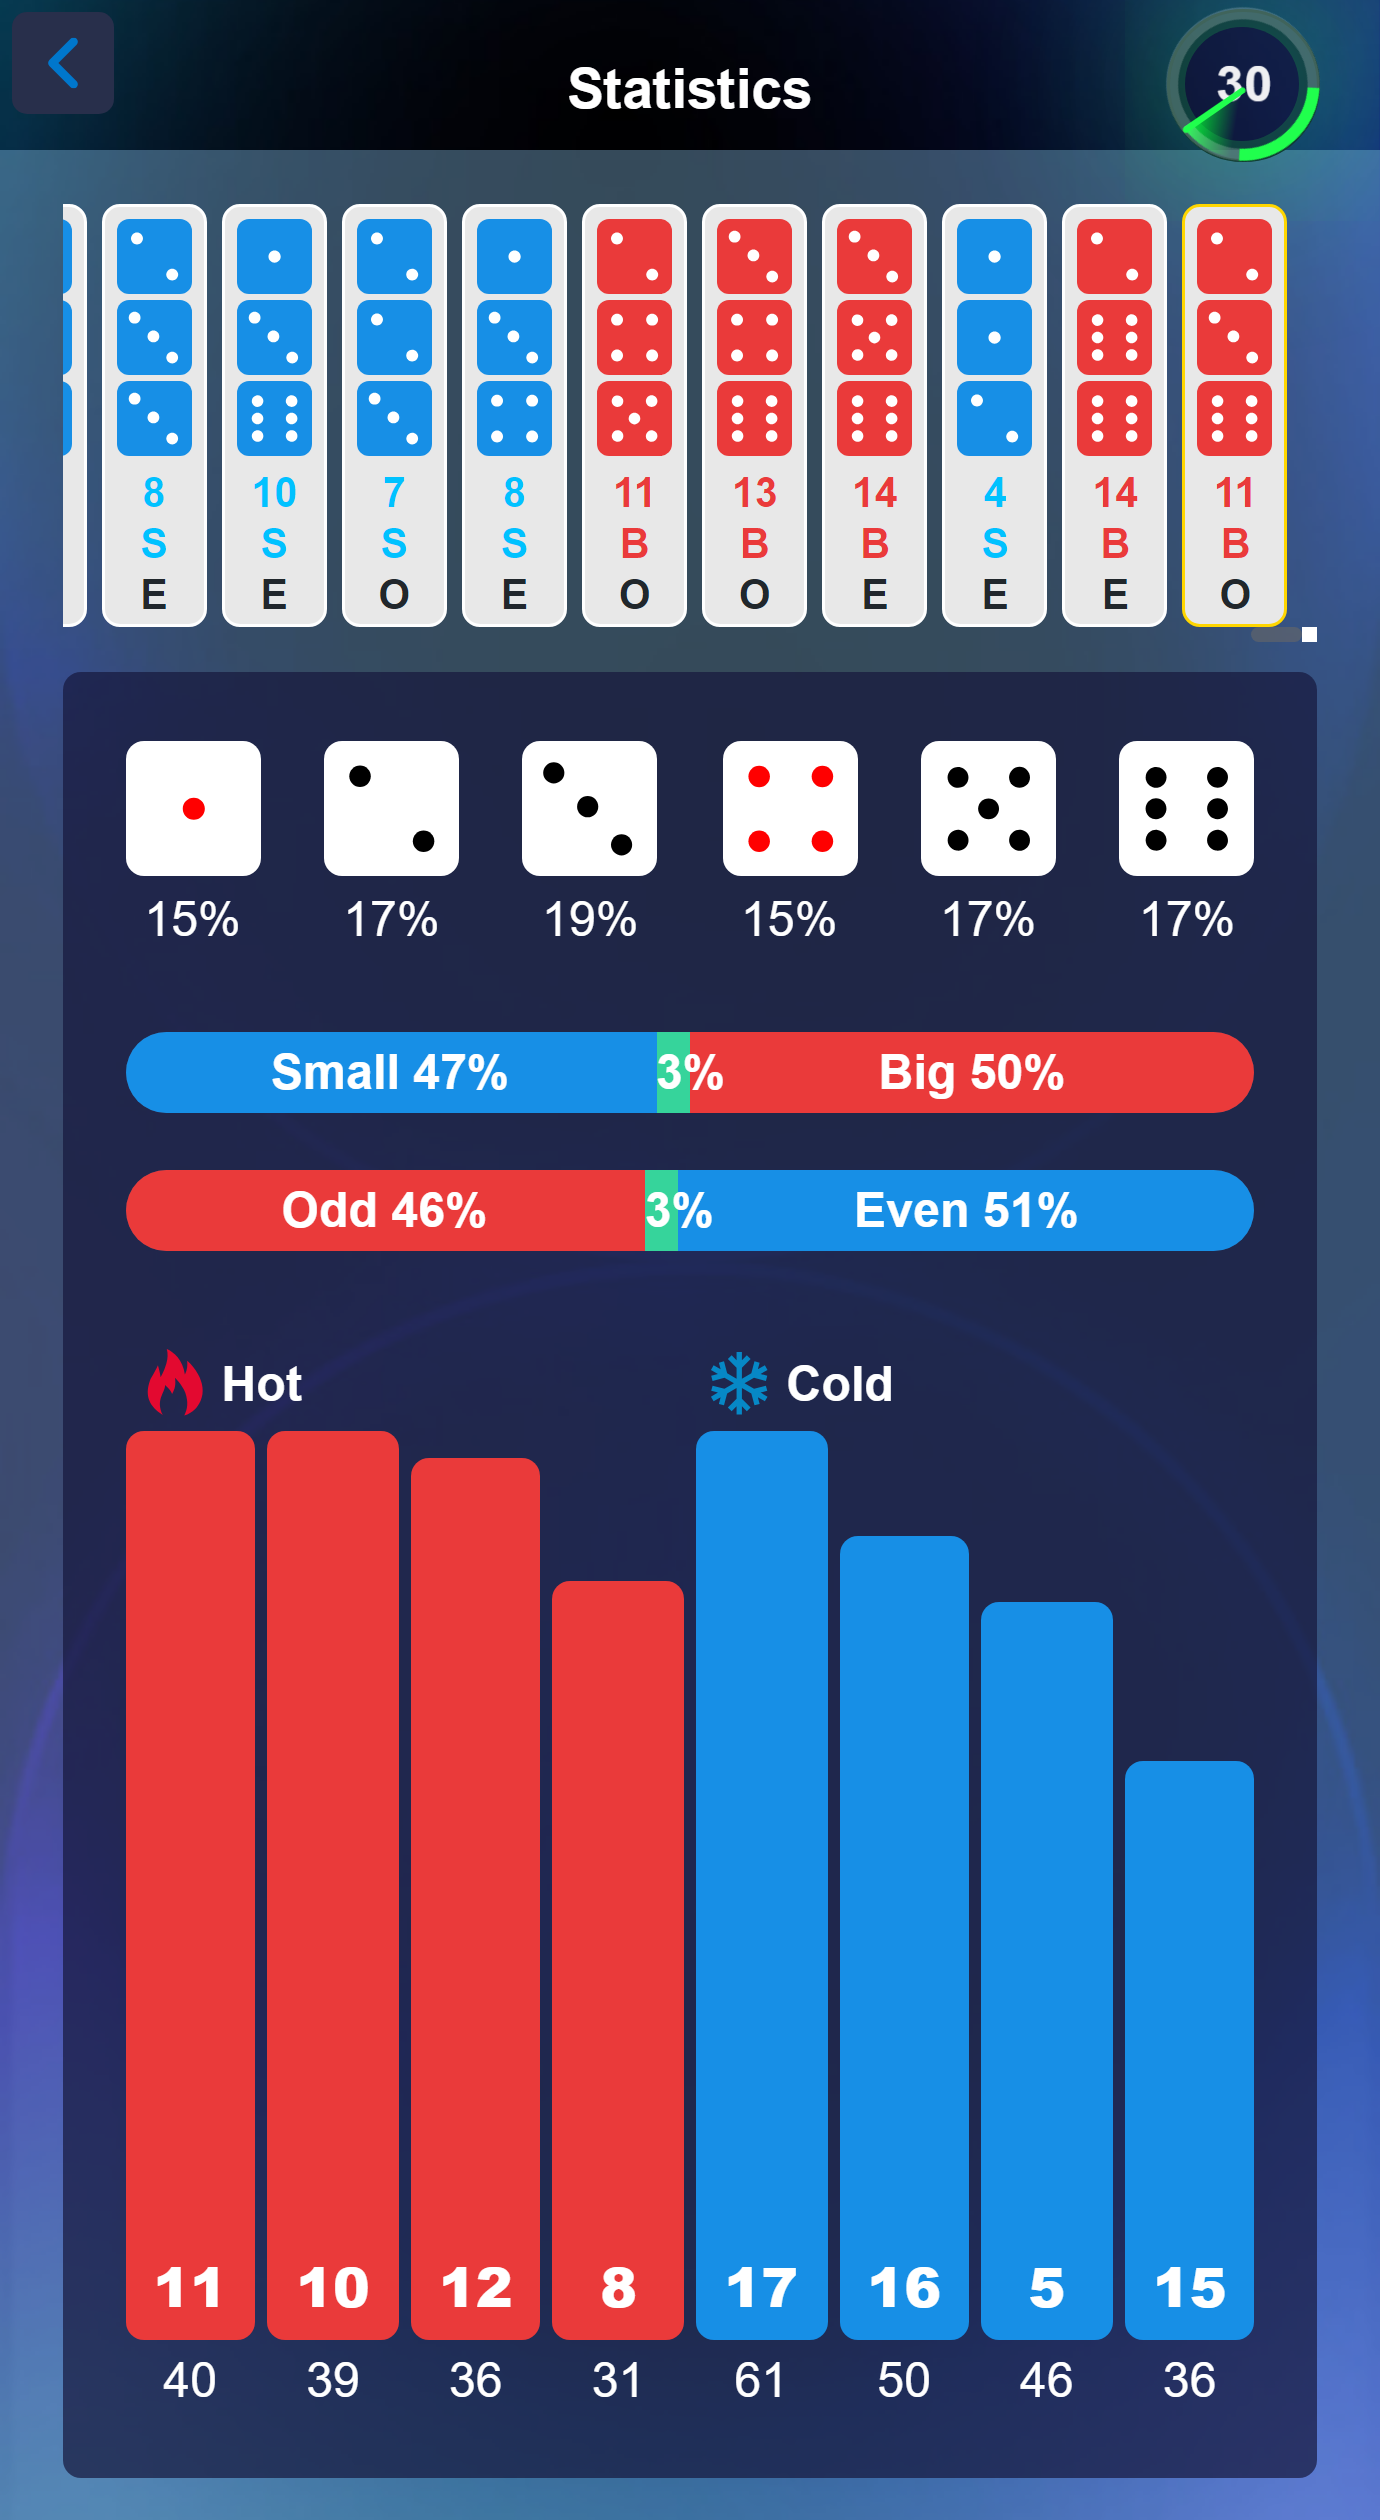 Statistics
30
8 10 7 8 11 13 14 4 14 11
S S S S B B B S B B
E E O E O O E E E O
15% 17% 19% 15% 17% 17%
Small 47% 3% Big 50%
Odd 46% 3% Even 51%
Hot Cold
11 10 12 8 17 16 5 15
40 39 36 31 61 50 46 36